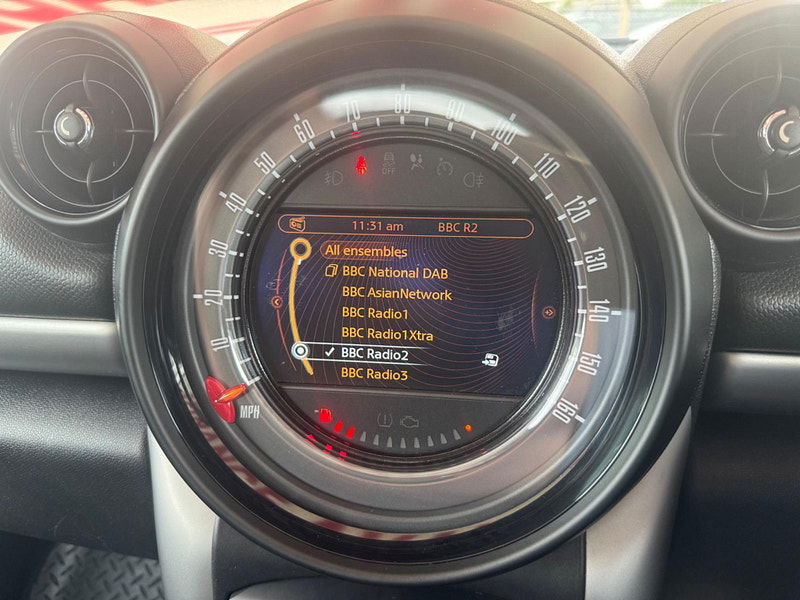 OFF
10
20
30
40
50
60
70
80
90
100
110
120
130
140
150
160
MPH
11:31 am BBC R2
All ensembles
BBC National DAB
BBC AsianNetwork
BBC Radio1
BBC Radio1Xtra
BBC Radio2
BBC Radio3